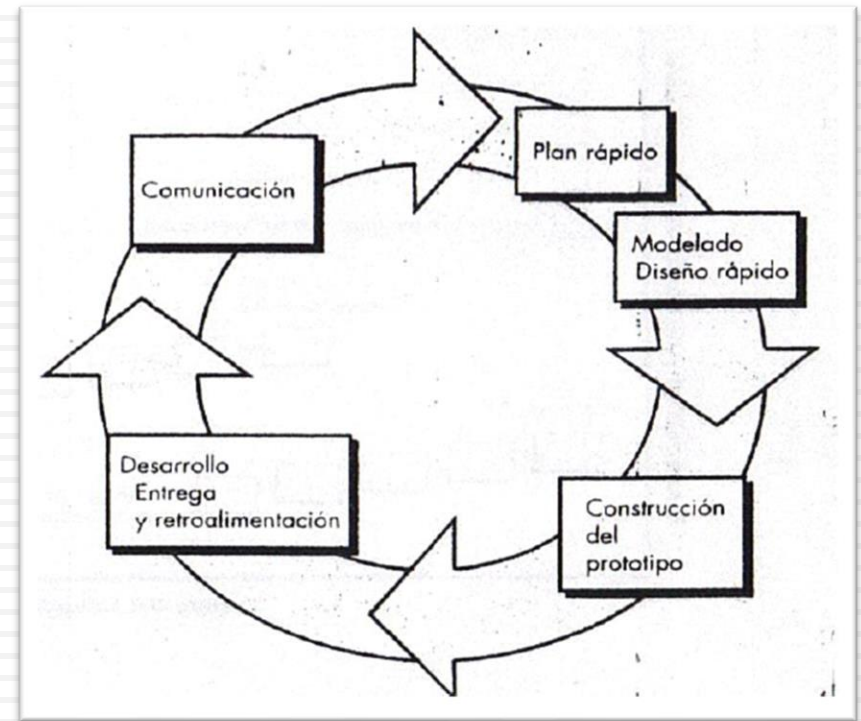 Comunicación
Plan rápido
Modelado
Diseño rápido
Construcción
del
prototipo
Desarrollo
Entrega
y retroalimentación